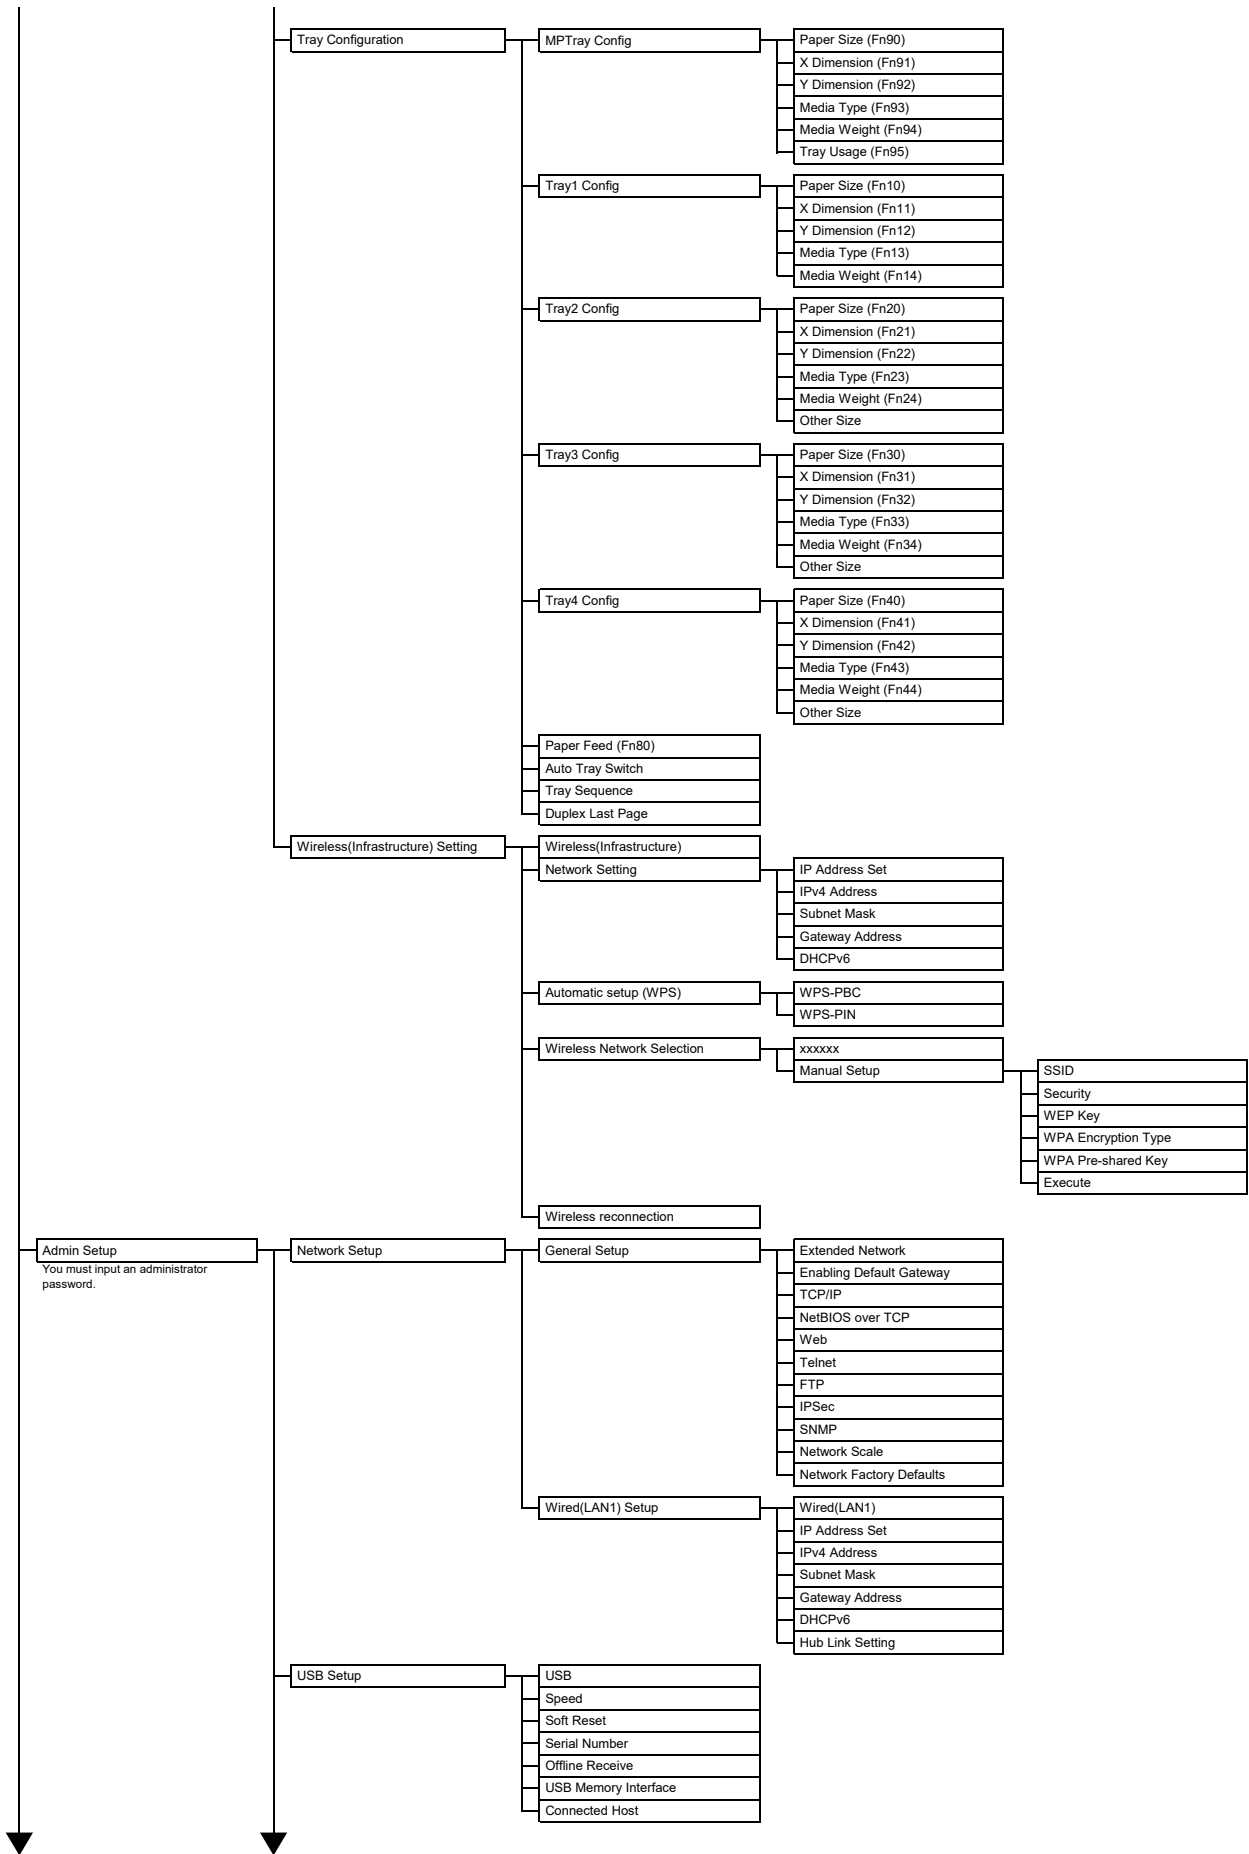 Tray Configuration
MPTray Config
Paper Size (Fn90)
X Dimension (Fn91)
Y Dimension (Fn92)
Media Type (Fn93)
Media Weight (Fn94)
Tray Usage (Fn95)
Tray1 Config
Paper Size (Fn10)
X Dimension (Fn11)
Y Dimension (Fn12)
Media Type (Fn13)
Media Weight (Fn14)
Tray2 Config
Paper Size (Fn20)
X Dimension (Fn21)
Y Dimension (Fn22)
Media Type (Fn23)
Media Weight (Fn24)
Other Size
Tray3 Config
Paper Size (Fn30)
X Dimension (Fn31)
Y Dimension (Fn32)
Media Type (Fn33)
Media Weight (Fn34)
Other Size
Tray4 Config
Paper Size (Fn40)
X Dimension (Fn41)
Y Dimension (Fn42)
Media Type (Fn43)
Media Weight (Fn44)
Other Size
Paper Feed (Fn80)
Auto Tray Switch
Tray Sequence
Duplex Last Page
Wireless(Infrastructure) Setting
Wireless(Infrastructure)
Network Setting
IP Address Set
IPv4 Address
Subnet Mask
Gateway Address
DHCPv6
Automatic setup (WPS)
WPS-PBC
WPS-PIN
Wireless Network Selection
xxxxxx
Manual Setup
SSID
Security
WEP Key
WPA Encryption Type
WPA Pre-shared Key
Execute
Wireless reconnection
Admin Setup
You must input an administrator
password.
Network Setup
General Setup
Extended Network
Enabling Default Gateway
TCP/IP
NetBIOS over TCP
Web
Telnet
FTP
IPSec
SNMP
Network Scale
Network Factory Defaults
Wired(LAN1) Setup
Wired(LAN1)
IP Address Set
IPv4 Address
Subnet Mask
Gateway Address
DHCPv6
Hub Link Setting
USB Setup
USB
Speed
Soft Reset
Serial Number
Offline Receive
USB Memory Interface
Connected Host